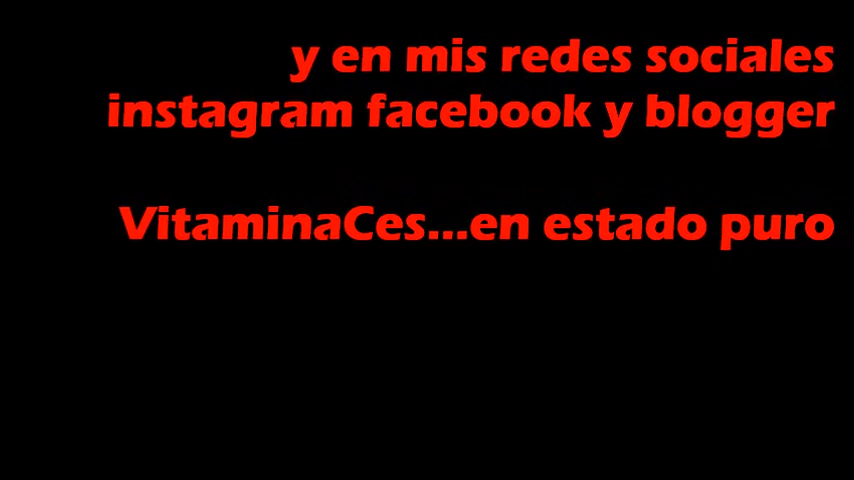 y en mis redes sociales
instagram facebook y blogger
VitaminaCes...en estado puro